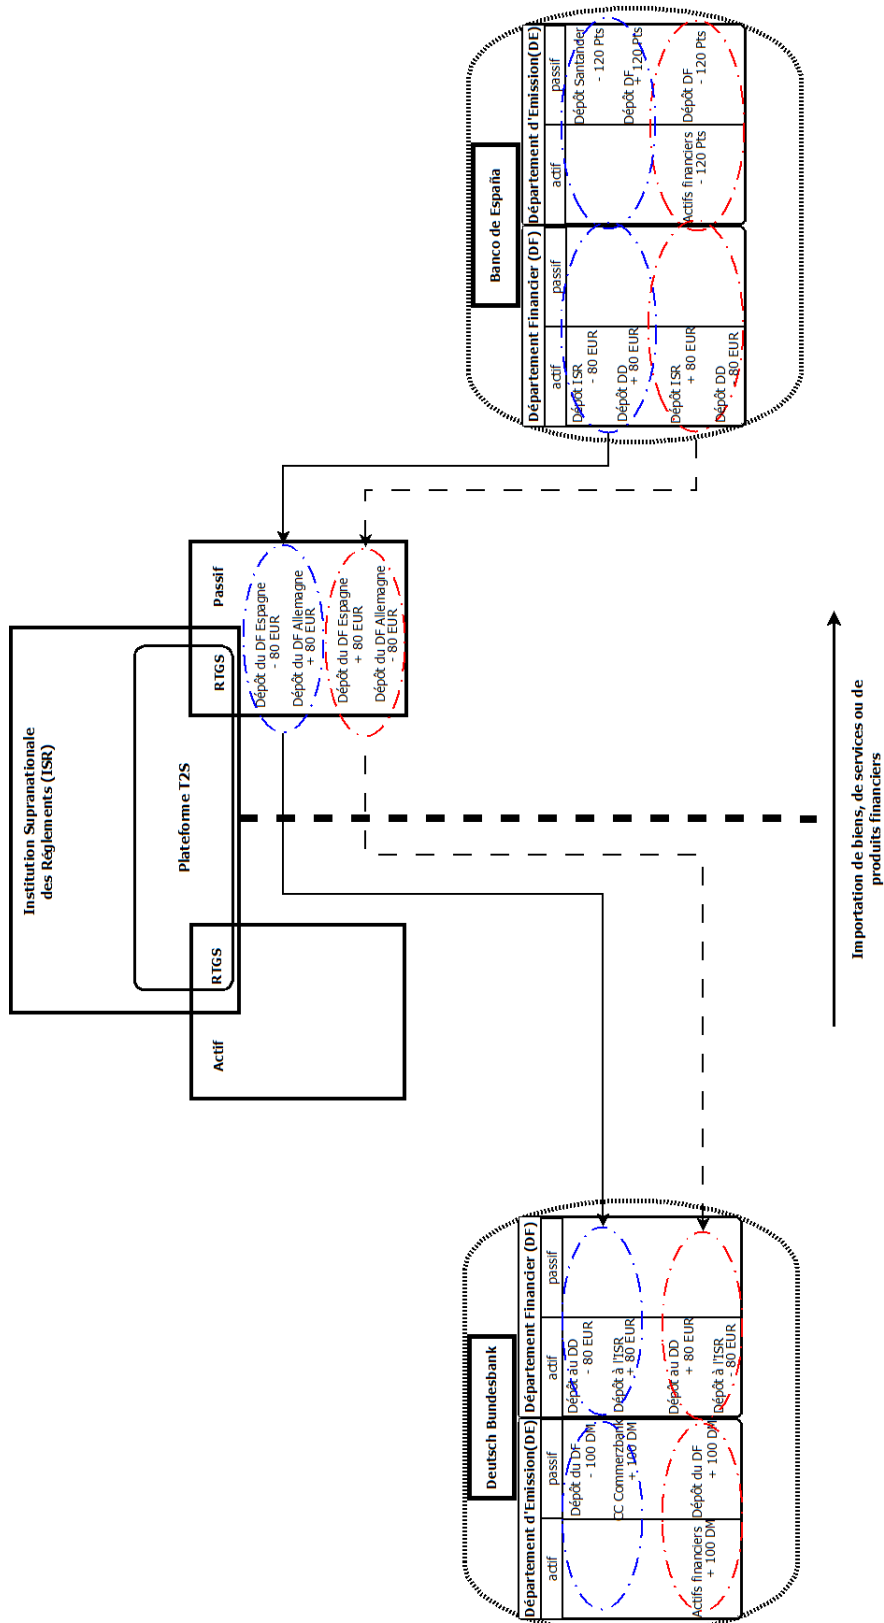 Institution Supranationale
des Réglements (ISR)
Plateforme T2S
Actif
RTGS
RTGS
Passif
Dépôt du DF Espagne
- 80 EUR
Dépôt du DF Allemagne
+ 80 EUR
Dépôt du DF Espagne
+ 80 EUR
Dépôt du DF Allemagne
- 80 EUR
Deutsch Bundesbank
Département d'Emission(DE)
actif
passif
Dépôt du DF
- 100 DM
CC Commerzbank
+ 100 DM
Actifs financiers
+ 100 DM
Dépôt du DF
+ 100 DM
Département Financier (DF)
actif
passif
Dépôt au DD
- 80 EUR
Dépôt à l'ISR
+ 80 EUR
Dépôt au DD
+ 80 EUR
Dépôt à l'ISR
- 80 EUR
Banco de España
Département Financier (DF)
actif
passif
Dépôt ISR
- 80 EUR
Dépôt DD
+ 80 EUR
Dépôt ISR
+ 80 EUR
Dépôt DD
- 80 EUR
Département d'Emission(DE)
actif
passif
Dépôt Santander
- 120 Pts
Dépôt DF
+ 120 Pts
Actifs financiers
- 120 Pts
Dépôt DF
- 120 Pts
Importation de biens, de services ou de
produits financiers